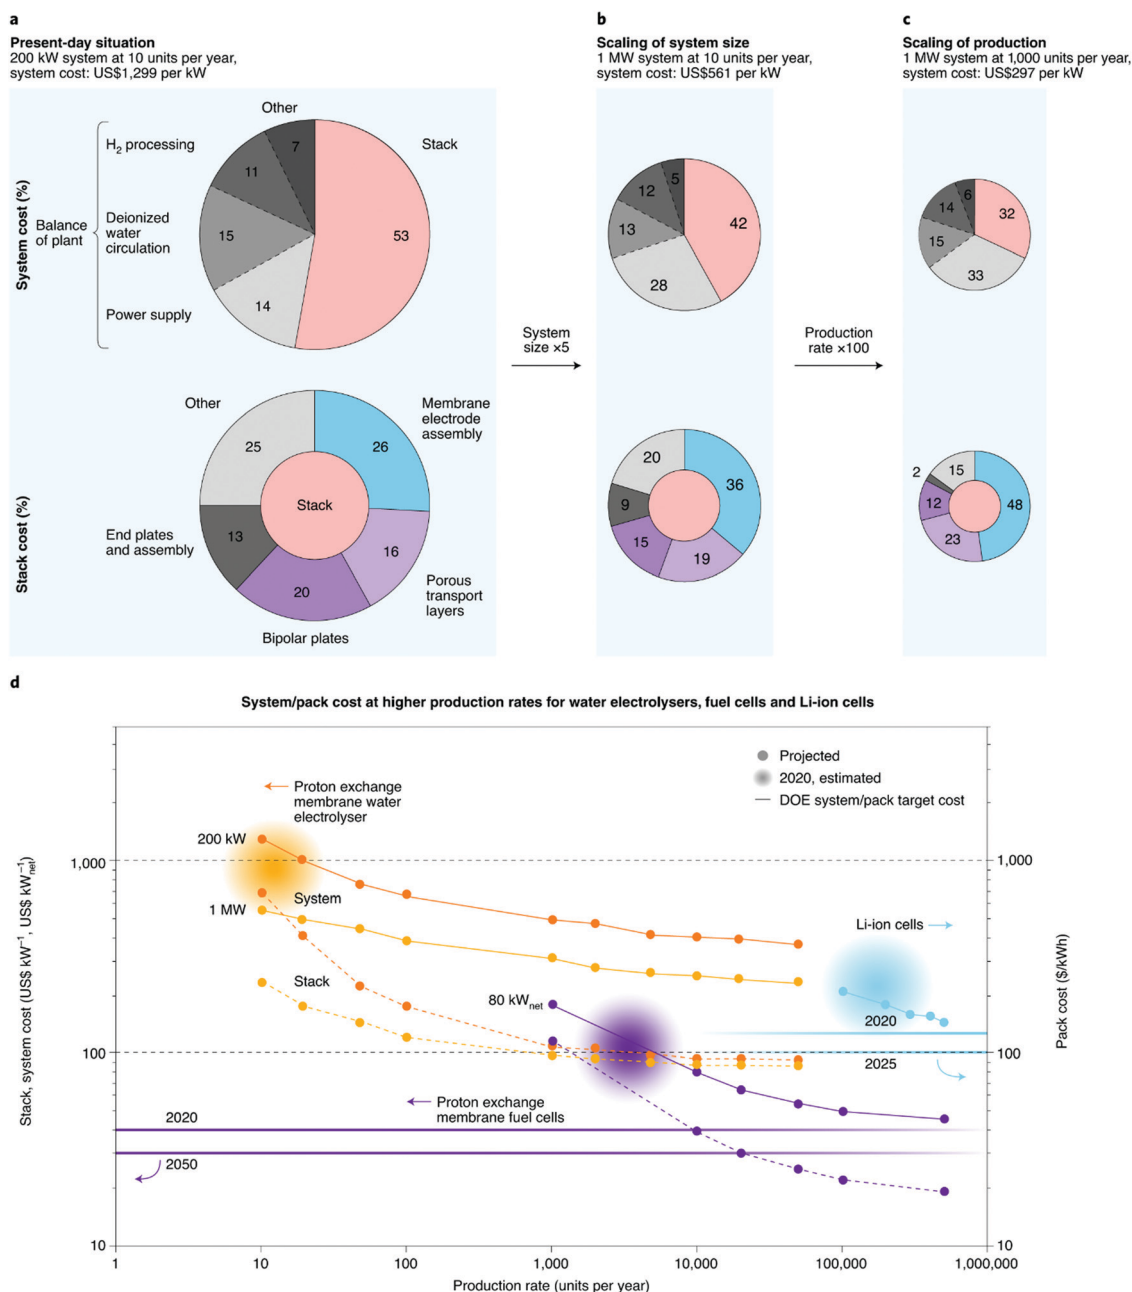 a
Present-day situation
200 kW system at 10 units per year,
system cost: US$1,299 per kW
b
Scaling of system size
1 MW system at 10 units per year,
system cost: US$561 per kW
c
Scaling of production
1 MW system at 1,000 units per year,
system cost: US$297 per kW
System cost (%)
Balance
of plant
Other
H₂ processing
Deionized
water
circulation
Power supply
Stack
7
11
15
14
53
System
size ×5
5
12
13
28
42
Production
rate ×100
6
14
15
33
32
Stack cost (%)
Other
Membrane
electrode
assembly
End plates
and assembly
Porous
transport
layers
Bipolar plates
Stack
25
26
13
16
20
20
36
9
15
19
2
15
48
12
23
d
System/pack cost at higher production rates for water electrolysers, fuel cells and Li-ion cells
Projected
2020, estimated
DOE system/pack target cost
Proton exchange
membrane water
electrolyser
200 kW
System
1 MW
Stack
Li-ion cells
80 kWnet
2020
2025
Proton exchange
membrane fuel cells
2020
2050
Stack, system cost (US$ kW⁻¹, US$ kW⁻¹net)
1,000
100
10
Pack cost ($/kWh)
1,000
100
10
1
10
100
1,000
10,000
100,000
1,000,000
Production rate (units per year)